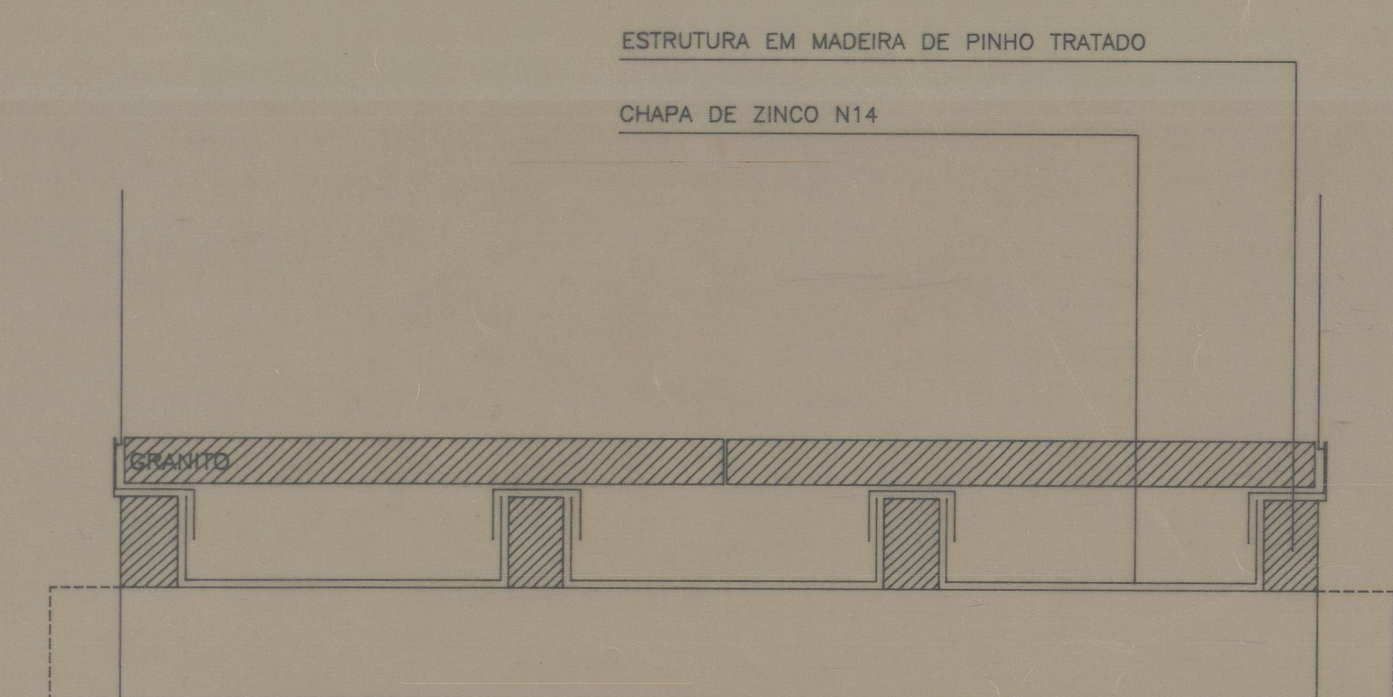 ESTRUTURA EM MADEIRA DE PINHO TRATADO
CHAPA DE ZINCO N14
GRANITO